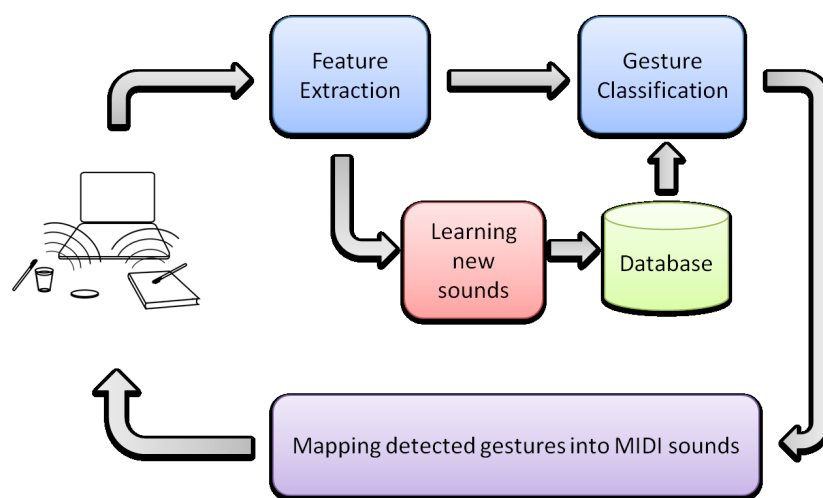 Feature
Extraction
Gesture
Classification
Learning
new
sounds
Database
Mapping detected gestures into MIDI sounds